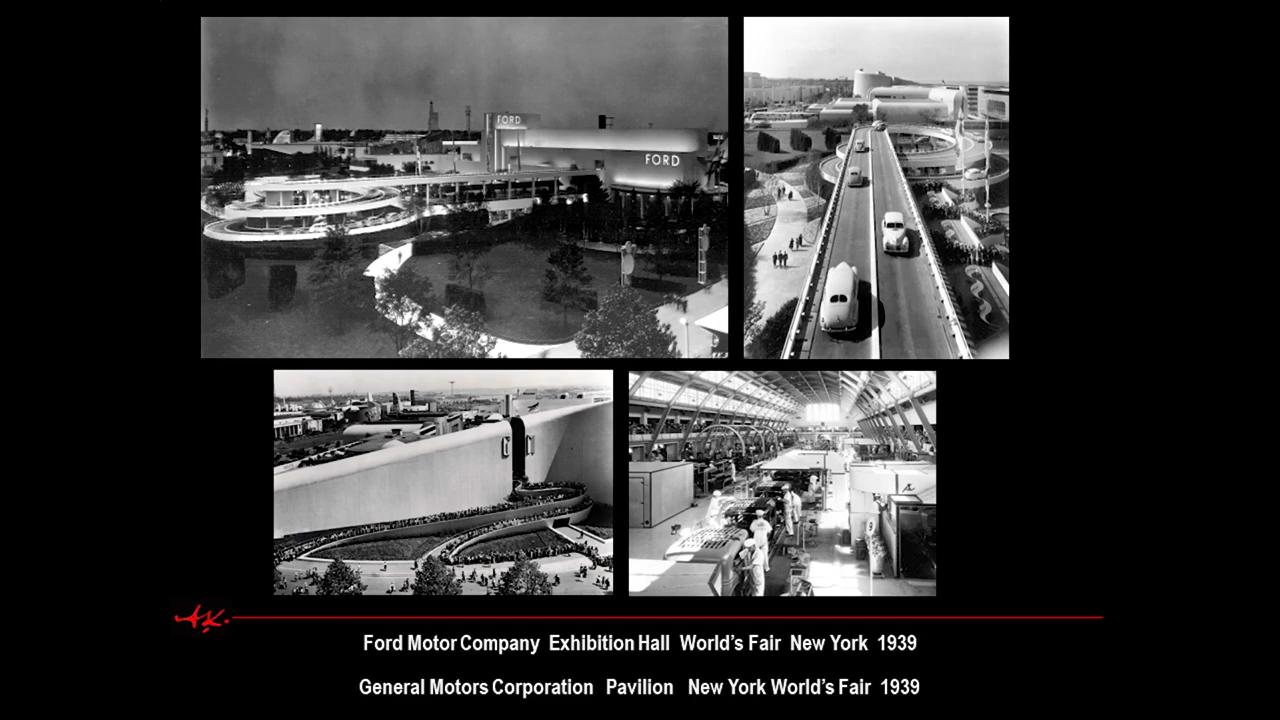 FORD
FORD
A.K.
Ford Motor Company Exhibition Hall World's Fair New York 1939
General Motors Corporation Pavilion New York World's Fair 1939